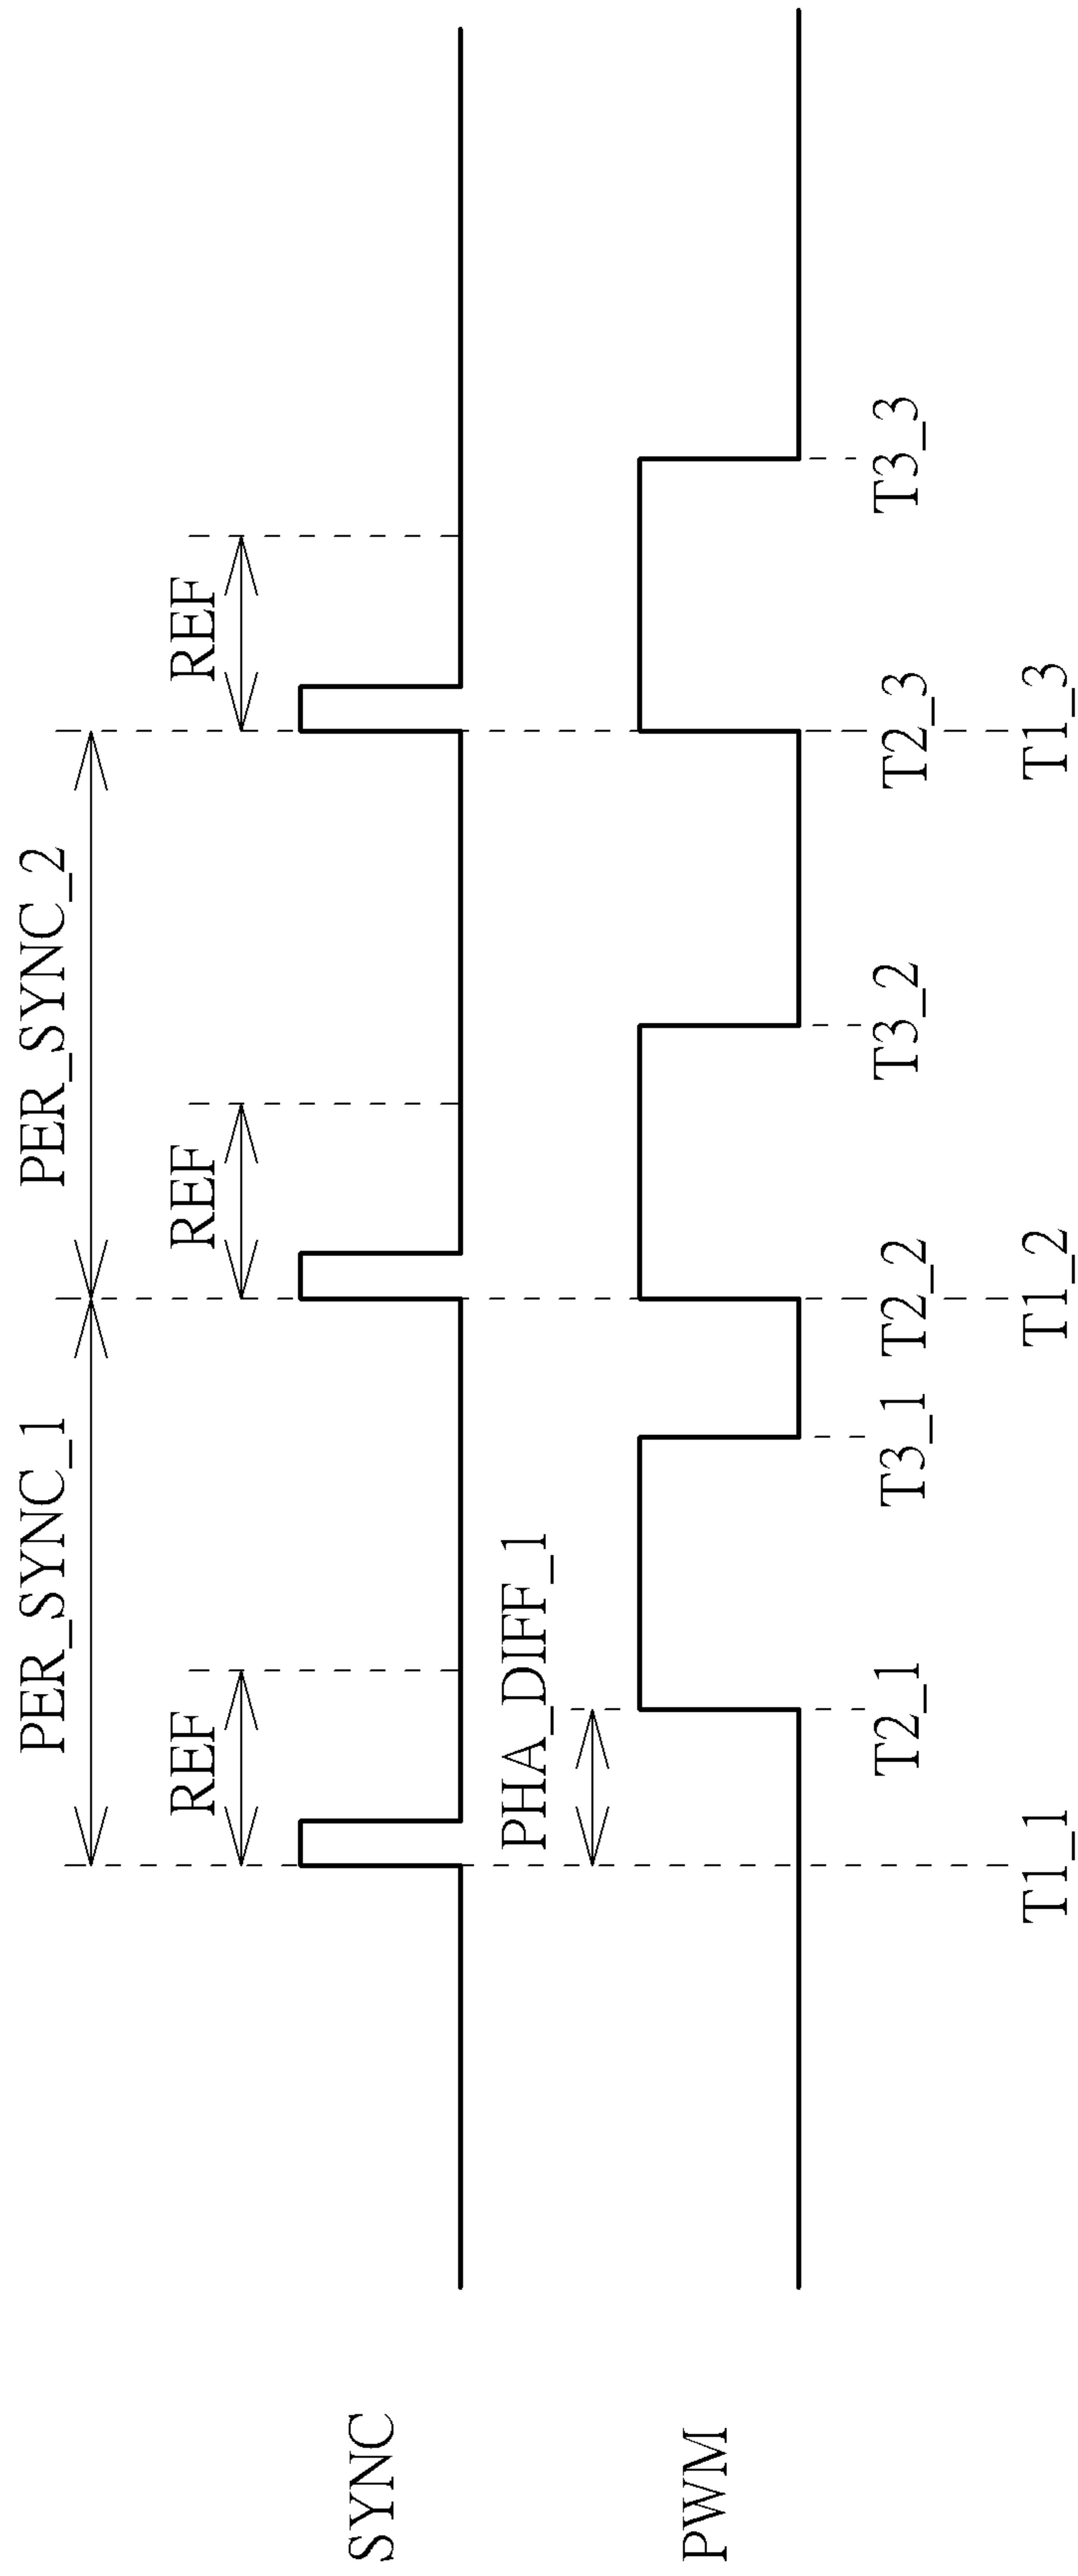 PER_SYNC_1 PER_SYNC_2
REF REF REF
SYNC
PHA_DIFF_1
PWM
T2_1 T3_1 T2_2 T3_2 T2_3 T3_3
T1_1 T1_2 T1_3